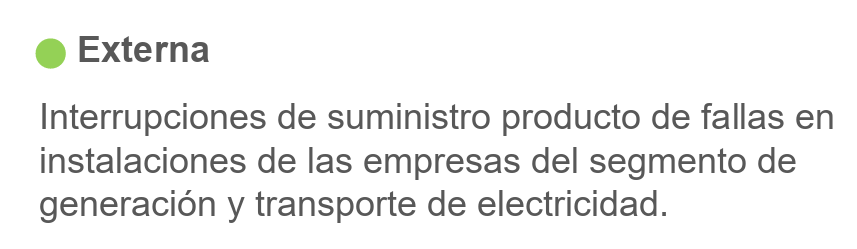 Externa
Interrupciones de suministro producto de fallas en
instalaciones de las empresas del segmento de
generación y transporte de electricidad.